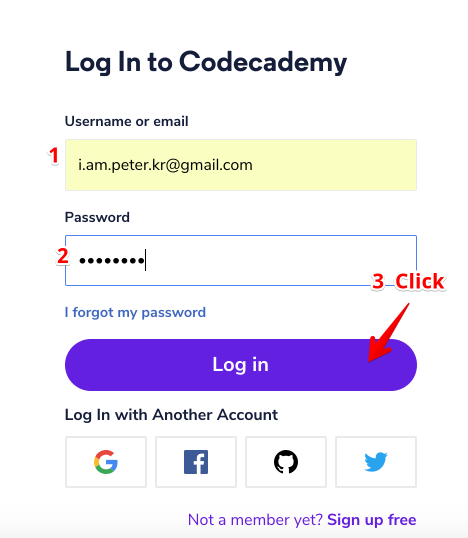 Log In to Codecademy
Username or email
1
i.am.peter.kr@gmail.com
Password
2
••••••••
3 Click
I forgot my password
Log in
Log In with Another Account
Not a member yet? Sign up free